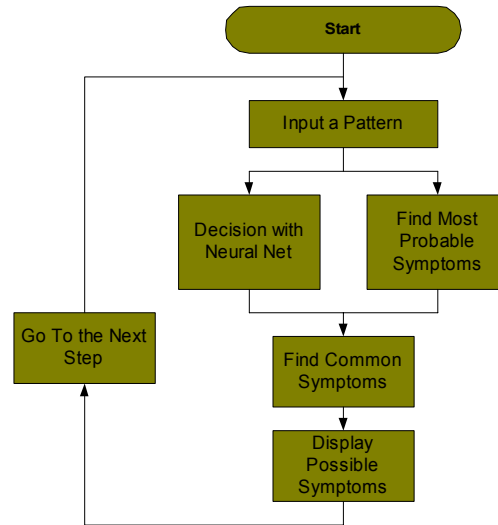 Start
Input a Pattern
Decision with
Neural Net
Find Most
Probable
Symptoms
Go To the Next
Step
Find Common
Symptoms
Display
Possible
Symptoms